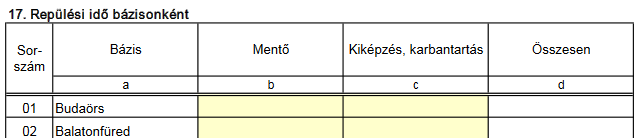 17. Repülési idő bázisonként
Sor-
szám
Bázis
Mentő
Kiképzés, karbantartás
Összesen
a
b
c
d
01 Budaörs
02 Balatonfüred